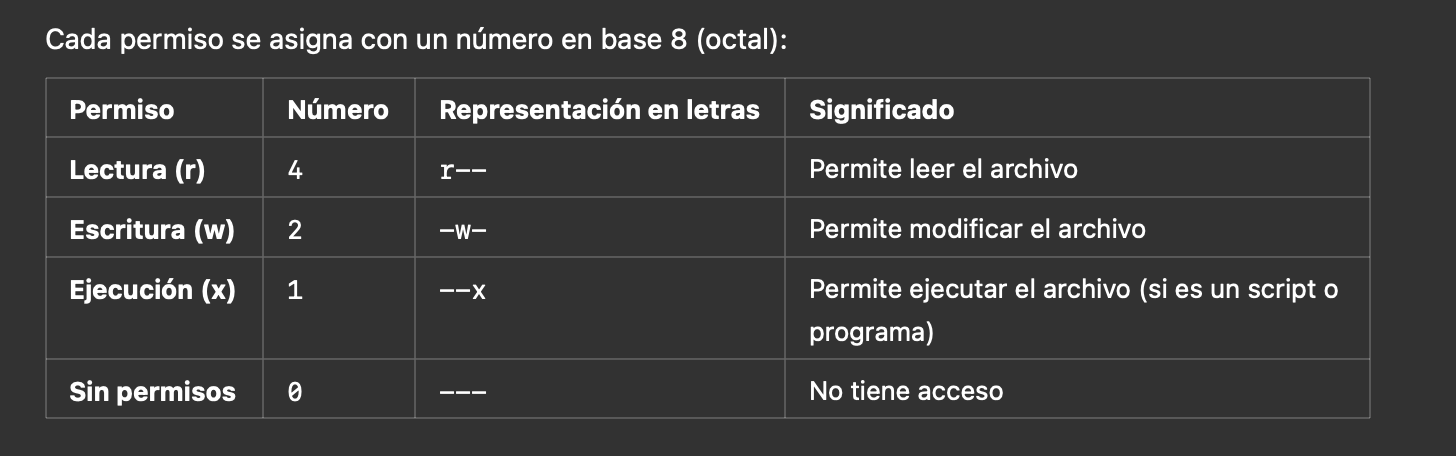 Cada permiso se asigna con un número en base 8 (octal):
Permiso Número Representación en letras Significado
Lectura (r) 4 r-- Permite leer el archivo
Escritura (w) 2 -w- Permite modificar el archivo
Ejecución (x) 1 --x Permite ejecutar el archivo (si es un script o
programa)
Sin permisos 0 --- No tiene acceso